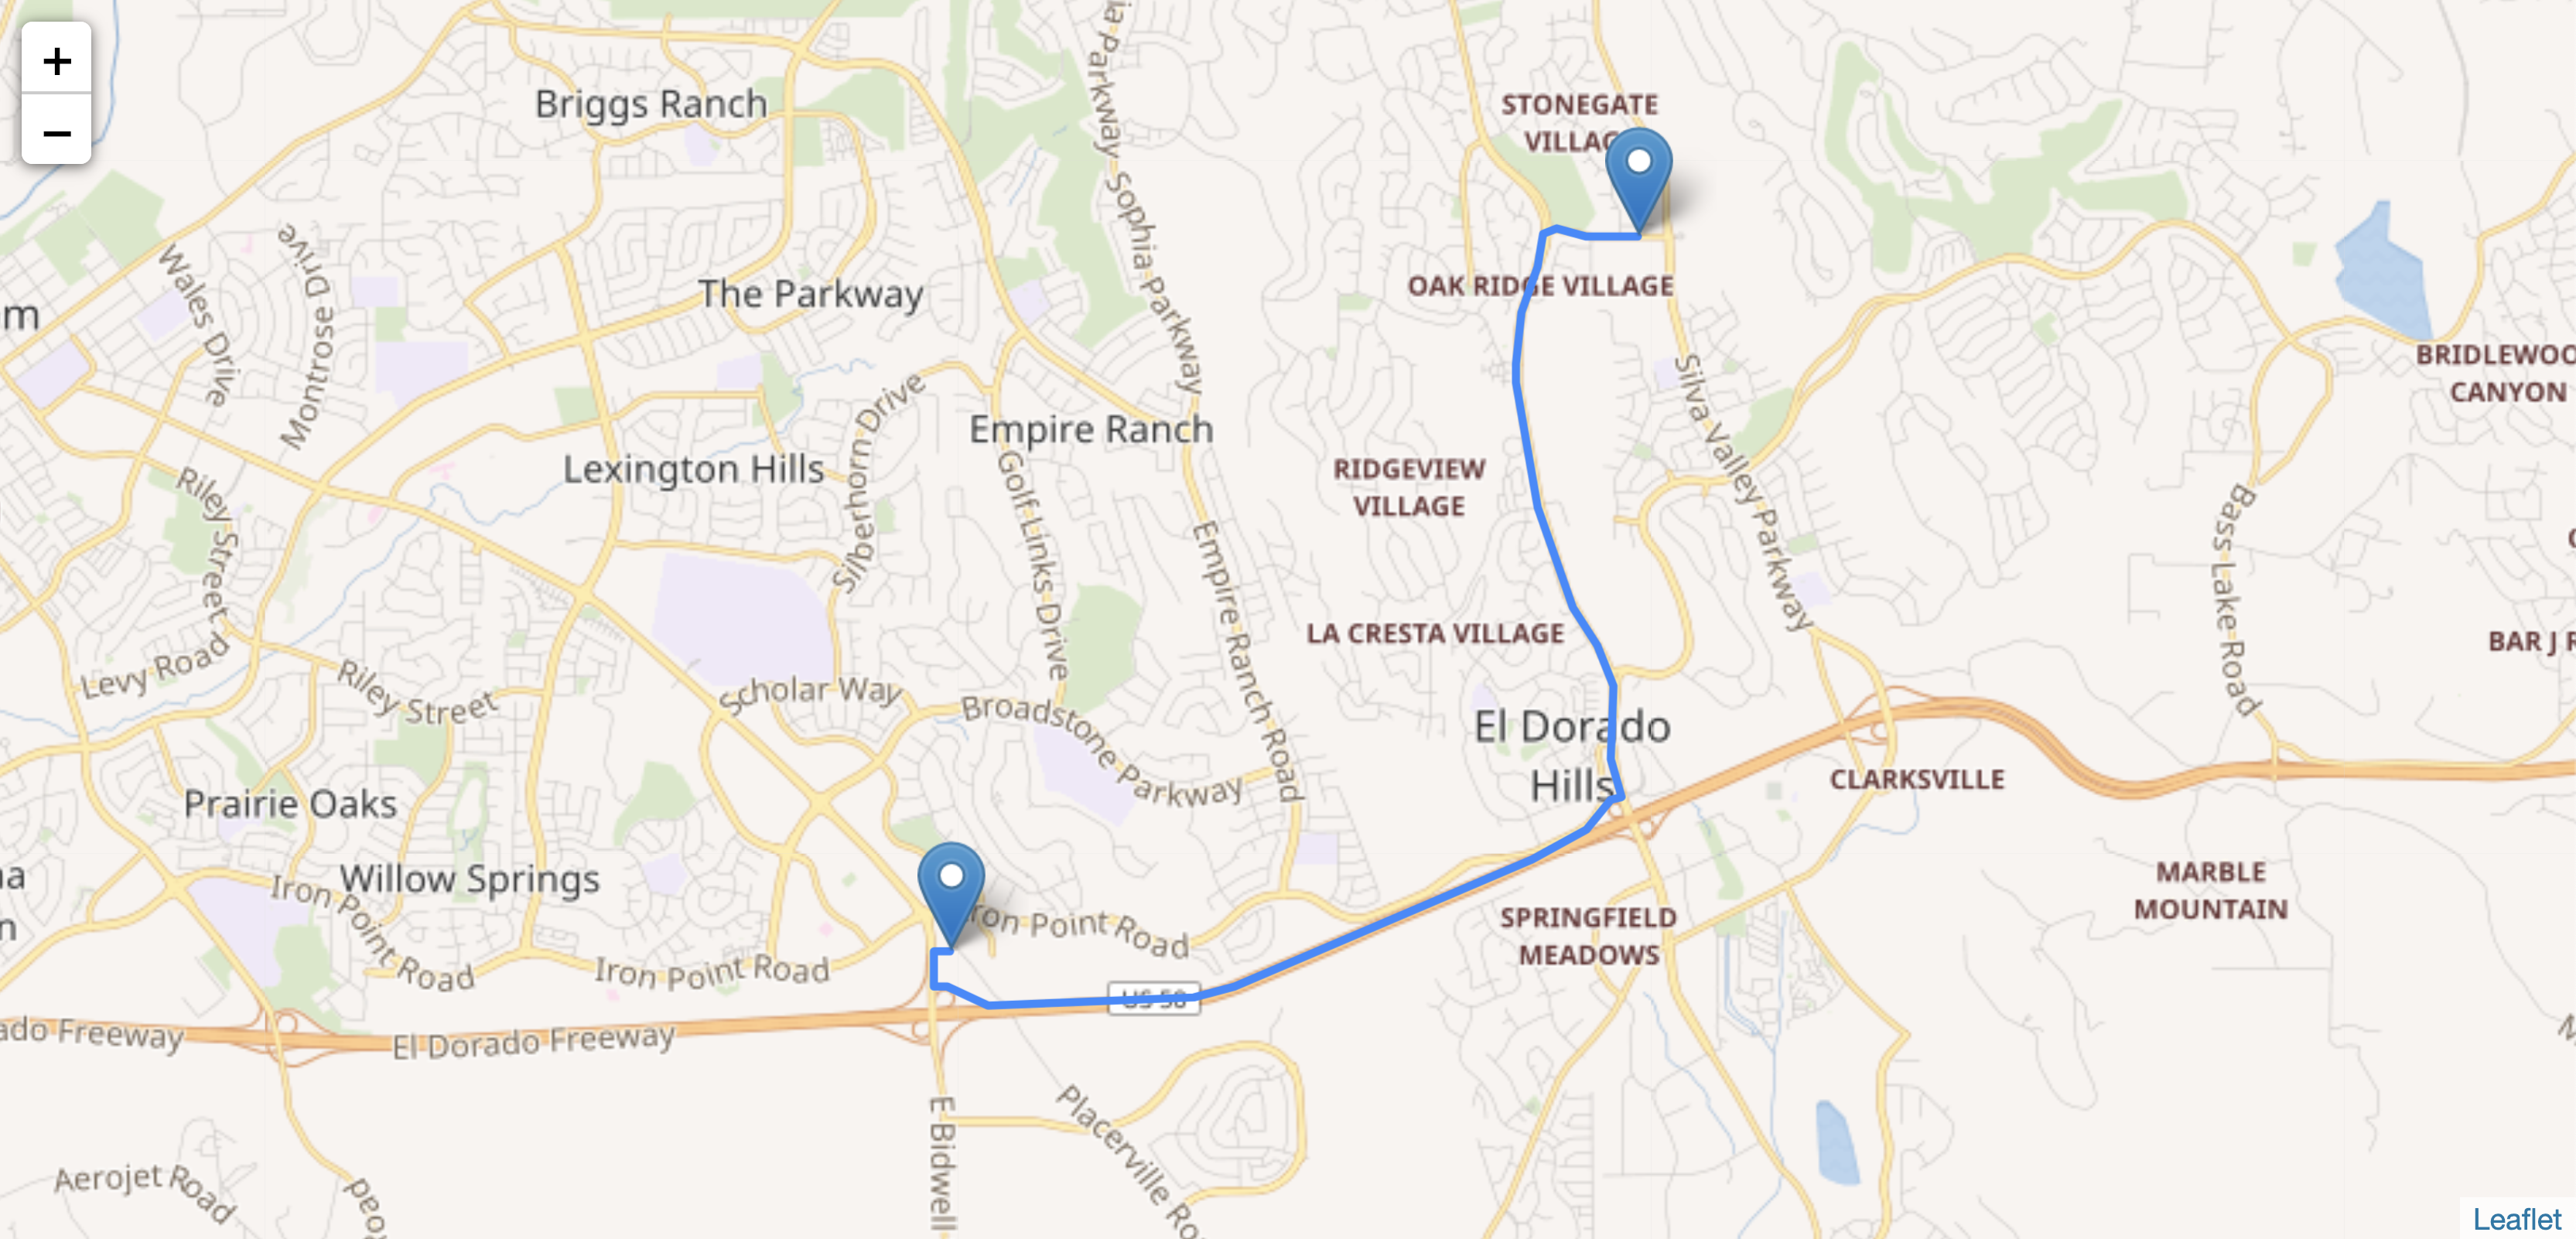 +
−
Briggs Ranch
STONEGATE
Parkway
Sophia Parkway
Wales Drive
Montrose Drive
The Parkway
OAK RIDGE VILLAGE
Silva Valley Parkway
BRIDLEWOO
CANYON
Silberhorn Drive
Empire Ranch
Lexington Hills
Golf Links Drive
RIDGEVIEW
VILLAGE
Riley Street
Empire Ranch Road
Bass Lake Road
LA CRESTA VILLAGE
BAR J R
Levy Road
Riley Street
Scholar Way
Broadstone Parkway
El Dorado
Hills
CLARKSVILLE
Prairie Oaks
Willow Springs
MARBLE
MOUNTAIN
Iron Point Road
Iron Point Road
ron Point Road
SPRINGFIELD
MEADOWS
US 50
ado Freeway
El Dorado Freeway
E Bidwell
Placerville Ro
Aerojet Road
Leaflet